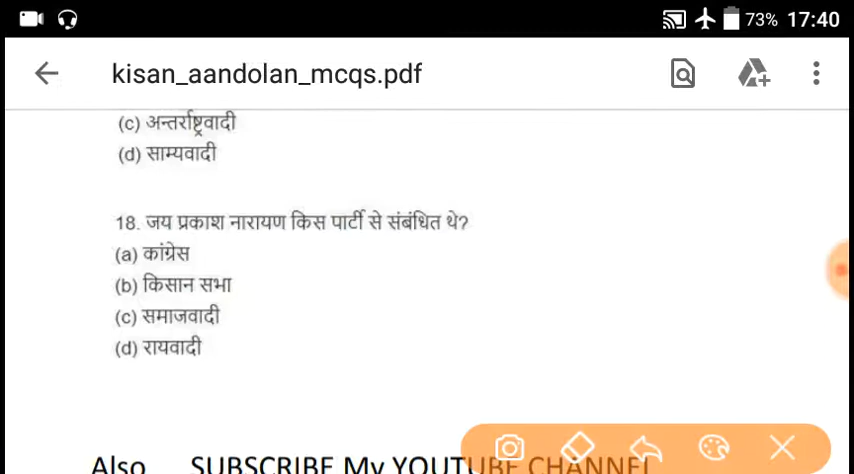 73% 17:40
kisan_aandolan_mcqs.pdf
(c) अन्तर्राष्ट्रवादी
(d) साम्यवादी
18. जय प्रकाश नारायण किस पार्टी से संबंधित थे?
(a) कांग्रेस
(b) किसान सभा
(c) समाजवादी
(d) रायवादी
Also SUBSCRIBE My YOUTUBE CHANNEL